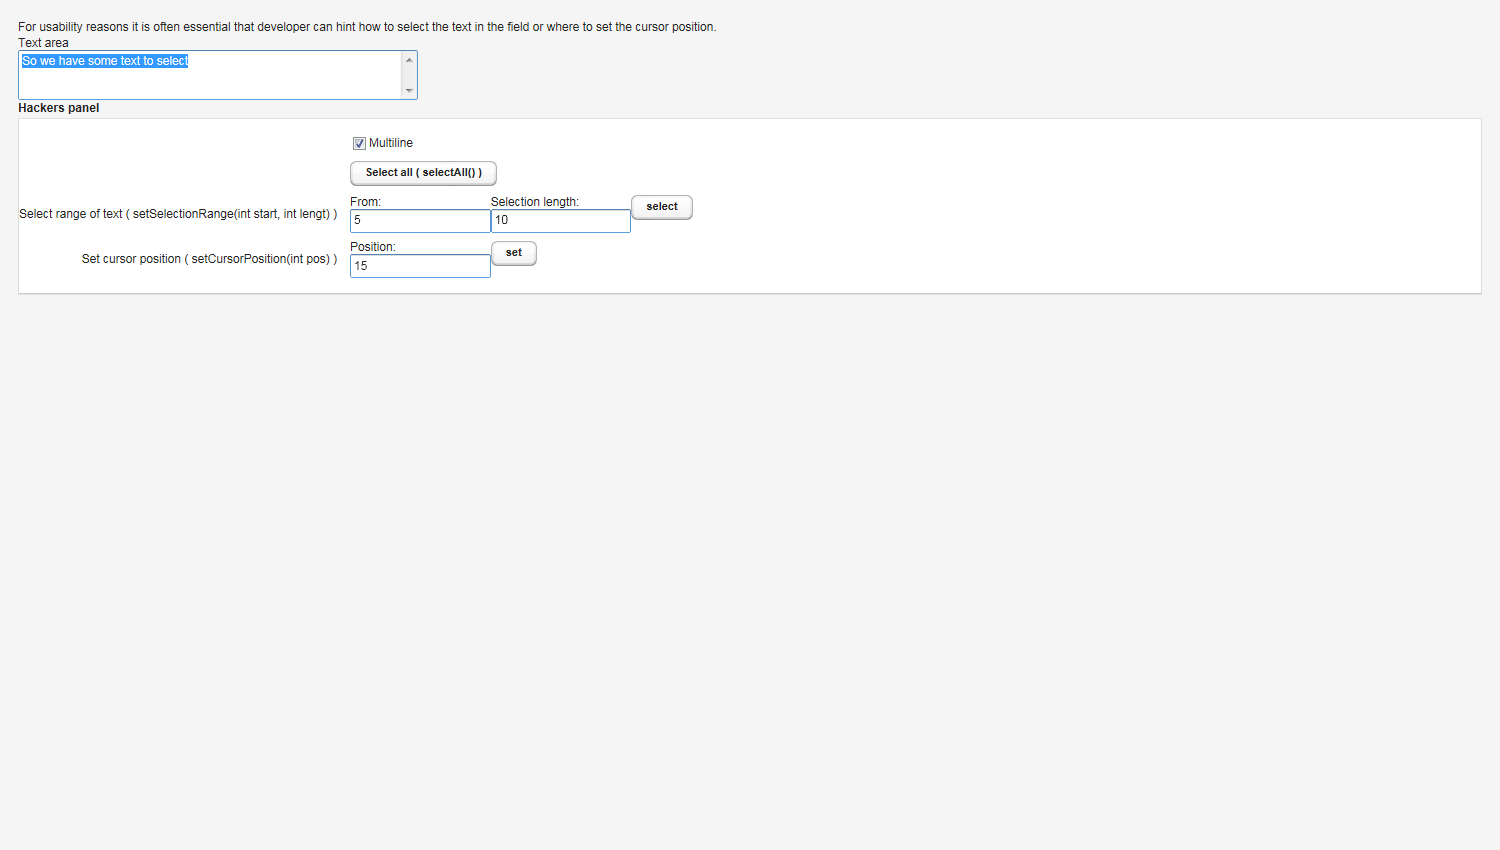 For usability reasons it is often essential that developer can hint how to select the text in the field or where to set the cursor position.
Text area
So we have some text to select
Hackers panel
Multiline
Select all ( selectAll() )
From: Selection length:
Select range of text ( setSelectionRange(int start, int lengt) ) 5 10 select
Position:
Set cursor position ( setCursorPosition(int pos) ) 15 set